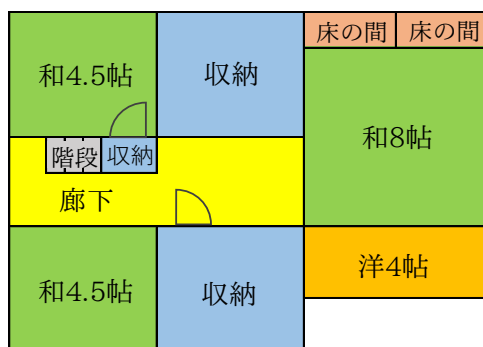 床の間 床の間
和4.5帖 収納
和8帖
階段 収納
廊下
洋4帖
和4.5帖 収納